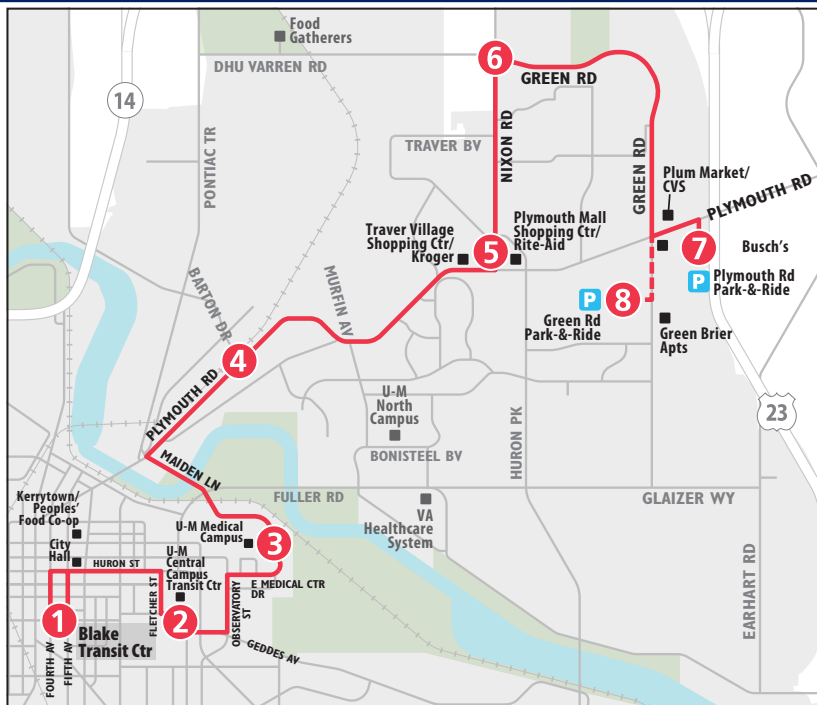 Food
Gatherers
DHU VARREN RD
6
GREEN RD
14
PONTIAC TR
TRAVER BV
NIXON RD
GREEN RD
Plum Market/
CVS
PLYMOUTH RD
Traver Village
Shopping Ctr/
Kroger
5
Plymouth Mall
Shopping Ctr/
Rite-Aid
7
Busch's
P
Plymouth Rd
Park-&-Ride
P
8
Green Rd
Park-&-Ride
Green Brier
Apts
BARTON DR
MURFIN AV
4
PLYMOUTH RD
U-M
North
Campus
HURON PK
23
BONISTEEL BV
MAIDEN LN
FULLER RD
GLAIZER WY
VA
Healthcare
System
Kerrytown/
Peoples'
Food Co-op
City
Hall
U-M Medical
Campus
3
U-M
Central
Campus
Transit Ctr
HURON ST
FLETCHER ST
E MEDICAL CTR
DR
OBSERVATORY
ST
EARHART RD
1
2
Blake
Transit Ctr
GEDDES AV
FOURTH AV
FIFTH AV